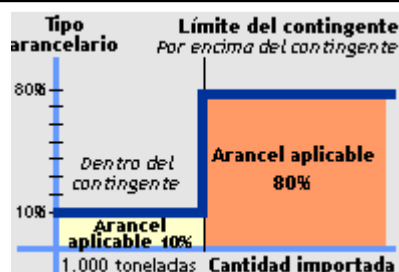 Tipo
arancelario
Límite del contingente
Por encima del contingente
80%
Dentro del
contingente
Arancel aplicable
80%
10%
Arancel
aplicable 10%
1.000 toneladas
Cantidad importada